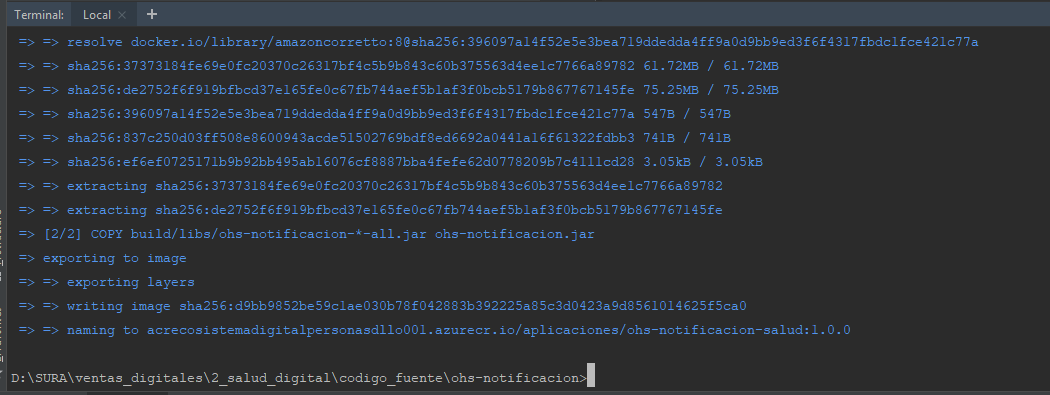 Terminal: Local × +
=> => resolve docker.io/library/amazoncorretto:8@sha256:396097a14f52e5e3bea719ddedda4ff9a0d9bb9ed3f6f4317fbdc1fce421c77a
=> => sha256:37373184fe69e0fc20370c26317bf4c5b9b843c60b375563d4ee1c7766a89782 61.72MB / 61.72MB
=> => sha256:de2752f6f919bfbcd37e165fe0c67fb744aef5b1af3f0bcb5179b867767145fe 75.25MB / 75.25MB
=> => sha256:396097a14f52e5e3bea719ddedda4ff9a0d9bb9ed3f6f4317fbdc1fce421c77a 547B / 547B
=> => sha256:837c250d03ff508e8600943acde51502769bdf8ed6692a0441a16f61322fdbb3 741B / 741B
=> => sha256:ef6ef0725171b9b92bb495ab16076cf8887bba4fefe62d0778209b7c4111cd28 3.05kB / 3.05kB
=> => extracting sha256:37373184fe69e0fc20370c26317bf4c5b9b843c60b375563d4ee1c7766a89782
=> => extracting sha256:de2752f6f919bfbcd37e165fe0c67fb744aef5b1af3f0bcb5179b867767145fe
=> [2/2] COPY build/libs/ohs-notificacion-*-all.jar ohs-notificacion.jar
=> exporting to image
=> => exporting layers
=> => writing image sha256:d9bb9852be59c1ae030b78f042883b392225a85c3d0423a9d8561014625f5ca0
=> => naming to acrecosistemadigitalpersonasdllo001.azurecr.io/aplicaciones/ohs-notificacion-salud:1.0.0
D:\SURA\ventas_digitales\2_salud_digital\codigo_fuente\ohs-notificacion>